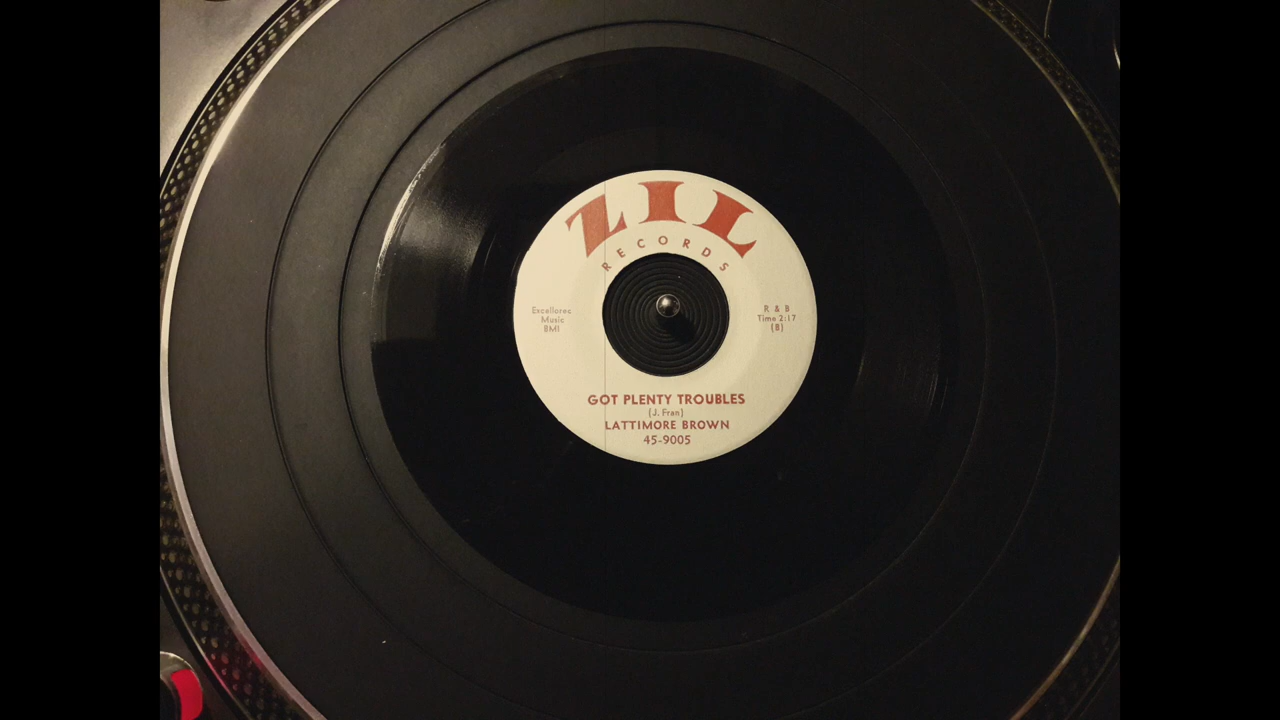 ZIL
RECORDS
Excellorec
Music
BMI
R & B
Time 2:17
(B)
GOT PLENTY TROUBLES
(J. Fran)
LATTIMORE BROWN
45-9005